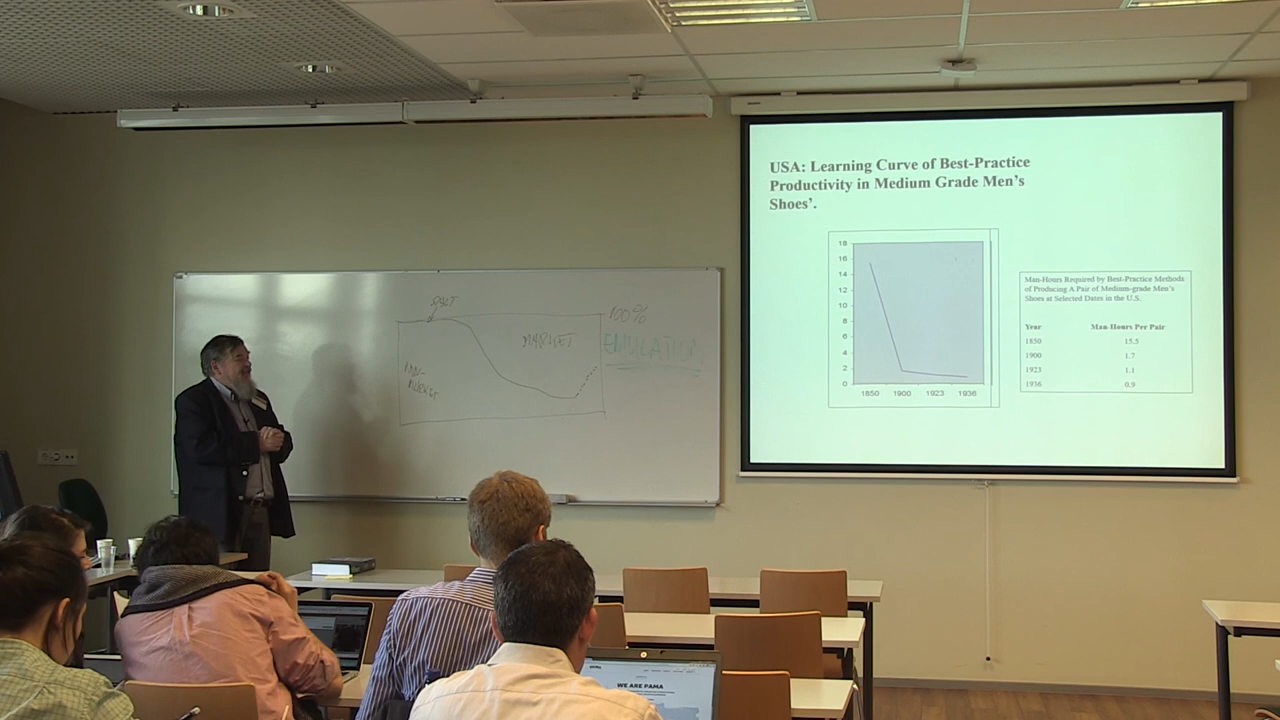 USA: Learning Curve of Best-Practice
Productivity in Medium Grade Men's
Shoes'.
18
16
14
12
10
8
6
4
2
0
1850 1900 1923 1936
Man-Hours Required by Best-Practice Methods
of Producing A Pair of Medium-grade Men's
Shoes at Selected Dates in the U.S.
Year Man-Hours Per Pair
1850 15.5
1900 1.7
1923 1.1
1936 0.9
100%
MARKET
EMULATION
NON-
MARKET
WE ARE PAMA